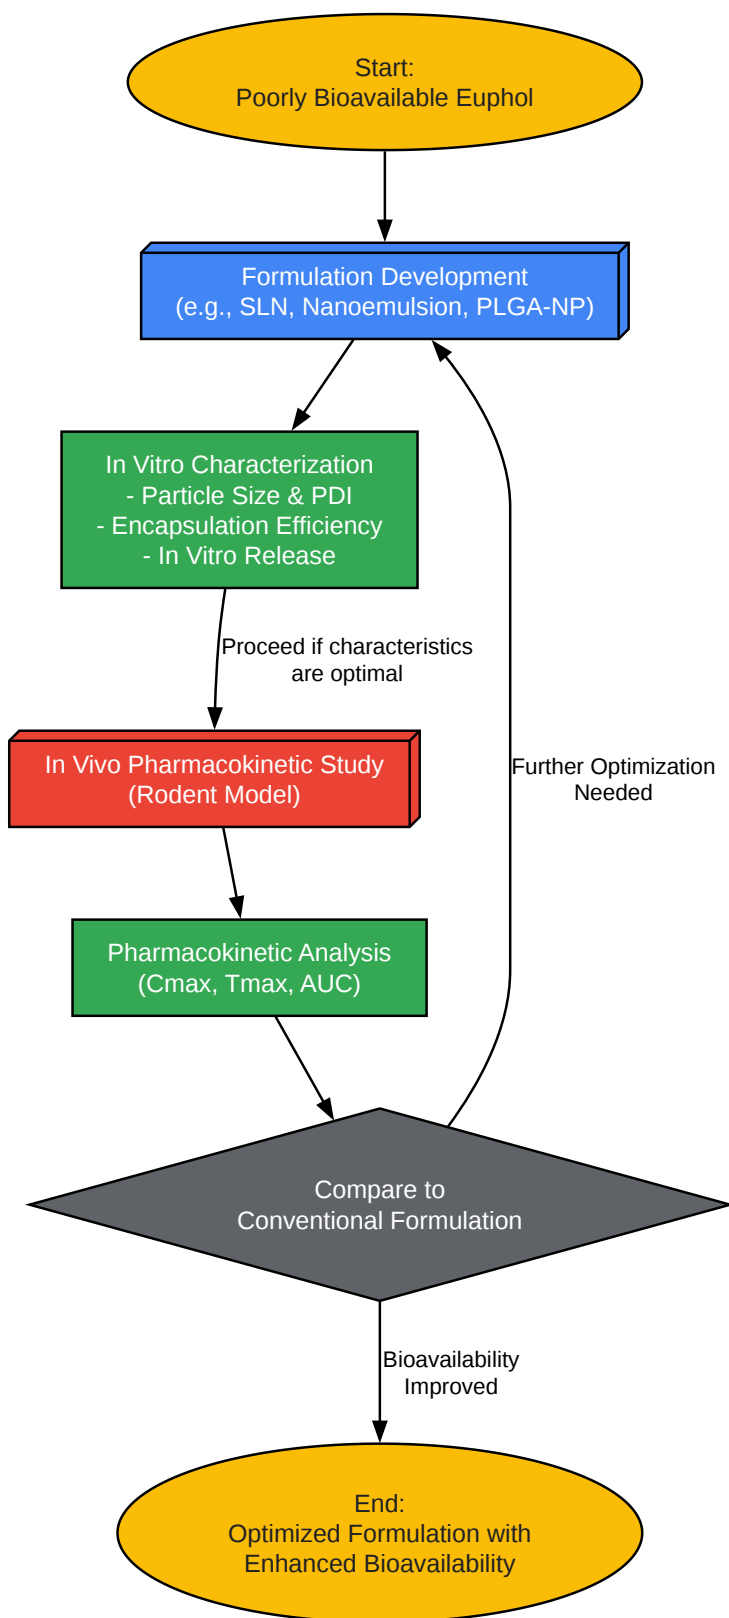 Start:
Poorly Bioavailable Euphol
Formulation Development
(e.g., SLN, Nanoemulsion, PLGA-NP)
In Vitro Characterization
- Particle Size & PDI
- Encapsulation Efficiency
- In Vitro Release
Proceed if characteristics
are optimal
In Vivo Pharmacokinetic Study
(Rodent Model)
Further Optimization
Needed
Pharmacokinetic Analysis
(Cmax, Tmax, AUC)
Compare to
Conventional Formulation
Bioavailability
Improved
End:
Optimized Formulation with
Enhanced Bioavailability